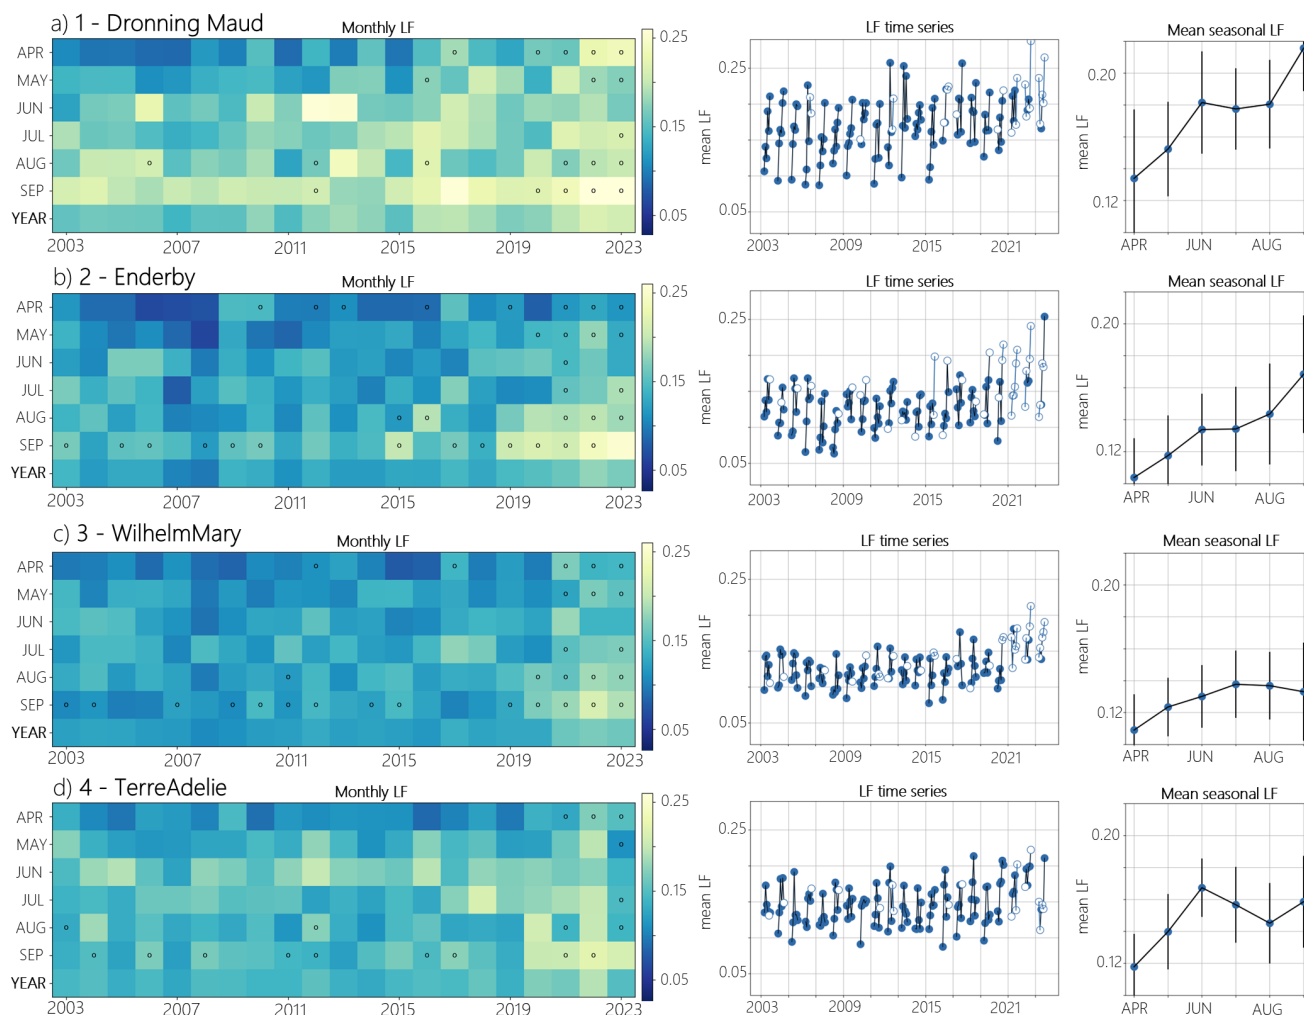 a) 1 - Dronning Maud
Monthly LF
LF time series
Mean seasonal LF
APR
MAY
JUN
JUL
AUG
SEP
YEAR
2003 2007 2011 2015 2019 2023
0.25
0.15
0.05
mean LF
0.25
0.05
2003 2009 2015 2021
mean LF
0.20
0.12
APR JUN AUG
b) 2 - Enderby
Monthly LF
LF time series
Mean seasonal LF
APR
MAY
JUN
JUL
AUG
SEP
YEAR
2003 2007 2011 2015 2019 2023
0.25
0.15
0.05
mean LF
0.25
0.05
2003 2009 2015 2021
mean LF
0.20
0.12
APR JUN AUG
c) 3 - WilhelmMary
Monthly LF
LF time series
Mean seasonal LF
APR
MAY
JUN
JUL
AUG
SEP
YEAR
2003 2007 2011 2015 2019 2023
0.25
0.15
0.05
mean LF
0.25
0.05
2003 2009 2015 2021
mean LF
0.20
0.12
APR JUN AUG
d) 4 - TerreAdelie
Monthly LF
LF time series
Mean seasonal LF
APR
MAY
JUN
JUL
AUG
SEP
YEAR
2003 2007 2011 2015 2019 2023
0.25
0.15
0.05
mean LF
0.25
0.05
2003 2009 2015 2021
mean LF
0.20
0.12
APR JUN AUG